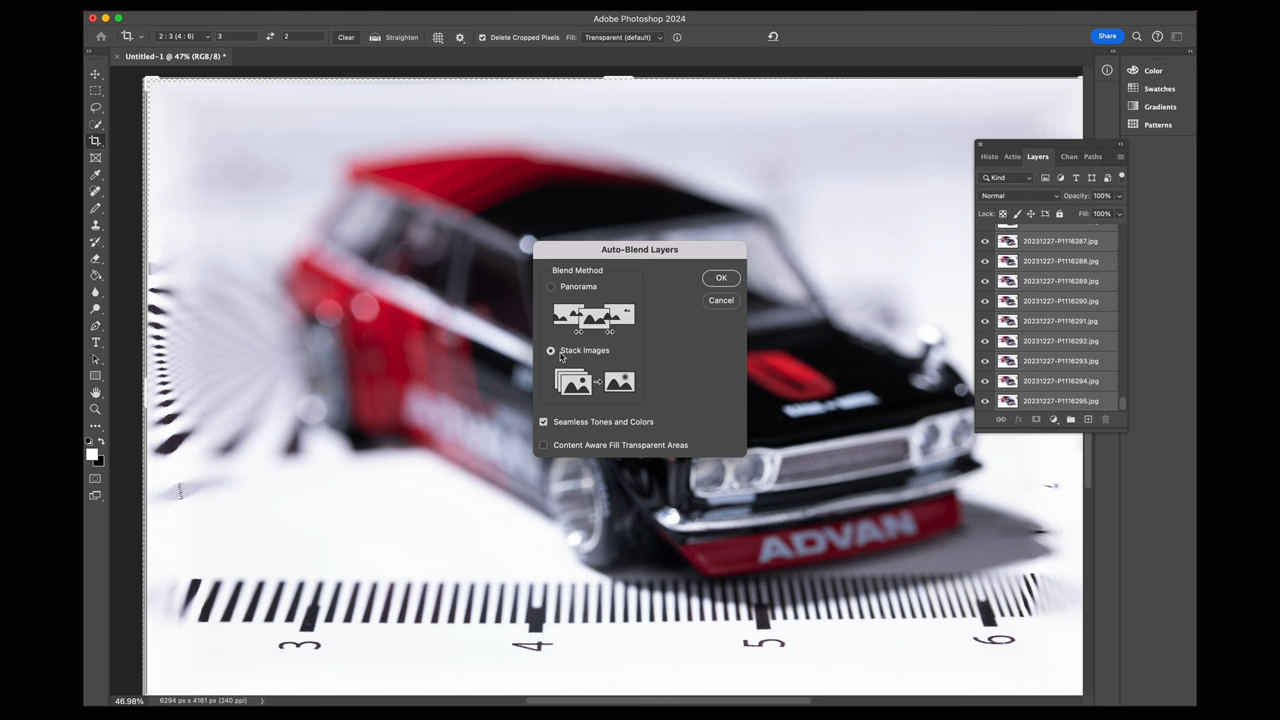 Adobe Photoshop 2024
2 : 3 (4 : 6) 3 2 Clear Straighten Delete Cropped Pixels Fill: Transparent (default) Share
Untitled-1 @ 47% (RGB/8) *
Color
Swatches
Gradients
Patterns
Histo Actio Layers Chan Paths
Kind
Normal Opacity: 100%
Lock: Fill: 100%
20231227-P1116287.jpg
20231227-P1116288.jpg
20231227-P1116289.jpg
20231227-P1116290.jpg
20231227-P1116291.jpg
20231227-P1116292.jpg
20231227-P1116293.jpg
20231227-P1116294.jpg
20231227-P1116295.jpg
fx
Auto-Blend Layers
Blend Method
Panorama
Stack Images
OK
Cancel
Seamless Tones and Colors
Content Aware Fill Transparent Areas
ADVAN
3 4 5 6
46.98% 6294 px x 4161 px (240 ppi)